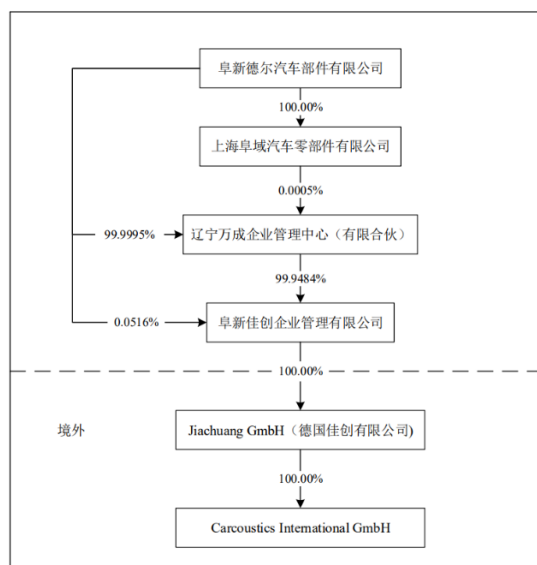 阜新德尔汽车部件有限公司
100.00%
上海阜域汽车零部件有限公司
0.0005%
99.9995%
辽宁万成企业管理中心（有限合伙）
99.9484%
0.0516%
阜新佳创企业管理有限公司
100.00%
境外
Jiachuang GmbH（德国佳创有限公司)
100.00%
Carcoustics International GmbH